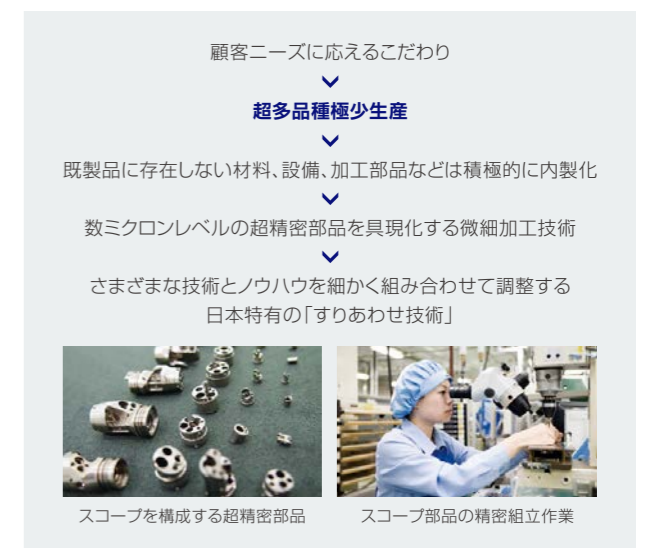 顧客ニーズに応えるこだわり
超多品種極少生産
既製品に存在しない材料、設備、加工部品などは積極的に内製化
数ミクロンレベルの超精密部品を具現化する微細加工技術
さまざまな技術とノウハウを細かく組み合わせて調整する
日本特有の「すりあわせ技術」
スコープを構成する超精密部品
スコープ部品の精密組立作業